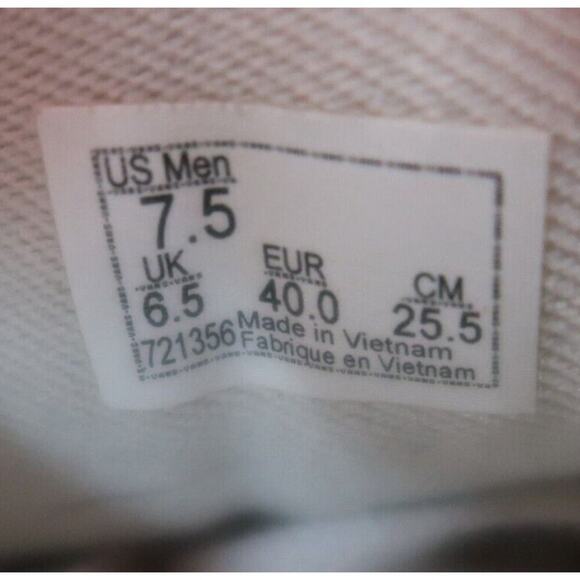 US Men
7.5
UK EUR CM
6.5 40.0 25.5
721356 Made in Vietnam
Fabrique en Vietnam